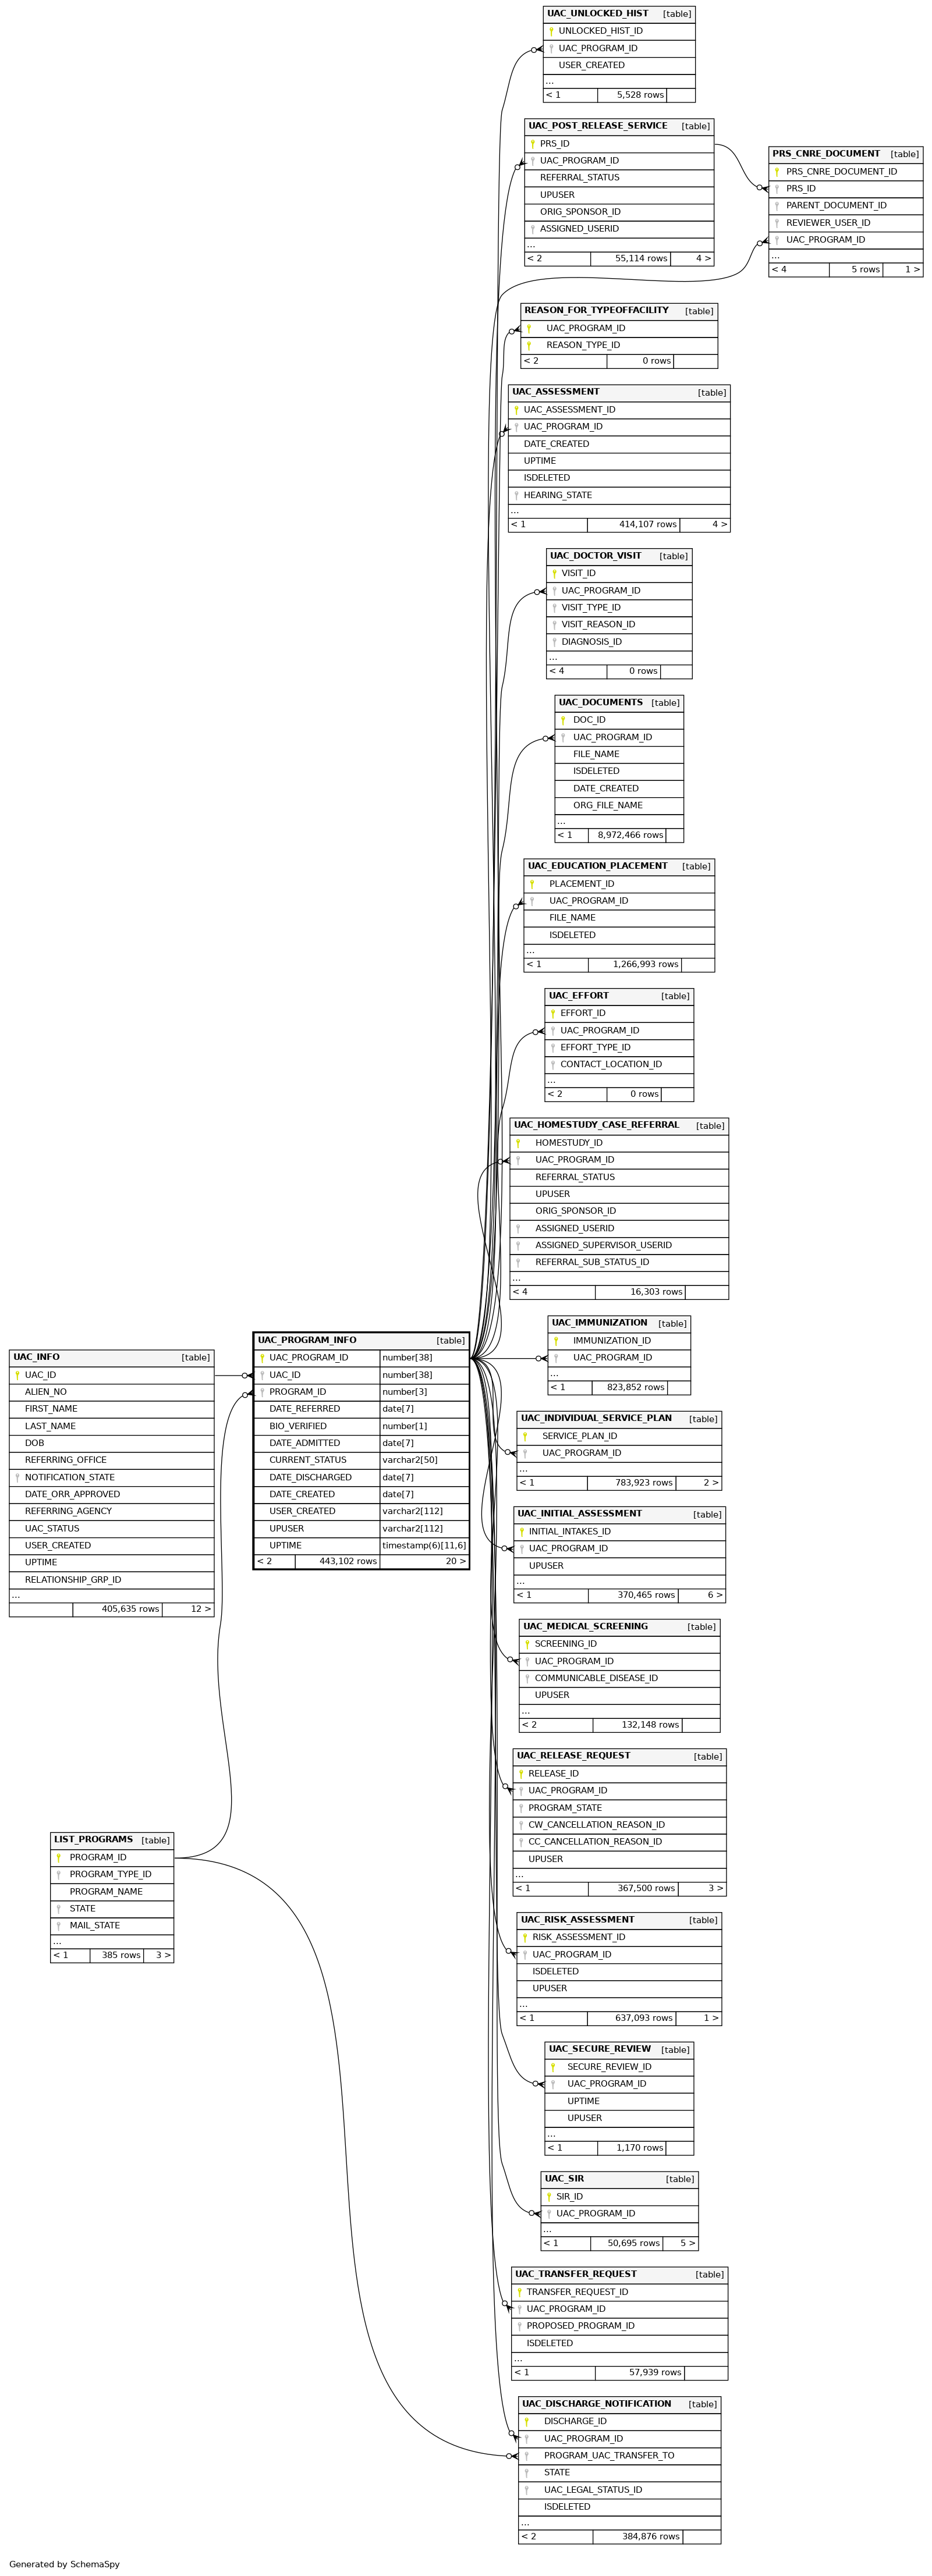 UAC_UNLOCKED_HIST [table]
UNLOCKED_HIST_ID
UAC_PROGRAM_ID
USER_CREATED
...
< 1 5,528 rows
UAC_POST_RELEASE_SERVICE [table]
PRS_ID
UAC_PROGRAM_ID
REFERRAL_STATUS
UPUSER
ORIG_SPONSOR_ID
ASSIGNED_USERID
...
< 2 55,114 rows 4 >
PRS_CNRE_DOCUMENT [table]
PRS_CNRE_DOCUMENT_ID
PRS_ID
PARENT_DOCUMENT_ID
REVIEWER_USER_ID
UAC_PROGRAM_ID
...
< 4 5 rows 1 >
REASON_FOR_TYPEOFFACILITY [table]
UAC_PROGRAM_ID
REASON_TYPE_ID
< 2 0 rows
UAC_ASSESSMENT [table]
UAC_ASSESSMENT_ID
UAC_PROGRAM_ID
DATE_CREATED
UPTIME
ISDELETED
HEARING_STATE
...
< 1 414,107 rows 4 >
UAC_DOCTOR_VISIT [table]
VISIT_ID
UAC_PROGRAM_ID
VISIT_TYPE_ID
VISIT_REASON_ID
DIAGNOSIS_ID
...
< 4 0 rows
UAC_DOCUMENTS [table]
DOC_ID
UAC_PROGRAM_ID
FILE_NAME
ISDELETED
DATE_CREATED
ORG_FILE_NAME
...
< 1 8,972,466 rows
UAC_EDUCATION_PLACEMENT [table]
PLACEMENT_ID
UAC_PROGRAM_ID
FILE_NAME
ISDELETED
...
< 1 1,266,993 rows
UAC_EFFORT [table]
EFFORT_ID
UAC_PROGRAM_ID
EFFORT_TYPE_ID
CONTACT_LOCATION_ID
...
< 2 0 rows
UAC_HOMESTUDY_CASE_REFERRAL [table]
HOMESTUDY_ID
UAC_PROGRAM_ID
REFERRAL_STATUS
UPUSER
ORIG_SPONSOR_ID
ASSIGNED_USERID
ASSIGNED_SUPERVISOR_USERID
REFERRAL_SUB_STATUS_ID
...
< 4 16,303 rows
UAC_INFO [table]
UAC_ID
ALIEN_NO
FIRST_NAME
LAST_NAME
DOB
REFERRING_OFFICE
NOTIFICATION_STATE
DATE_ORR_APPROVED
REFERRING_AGENCY
UAC_STATUS
USER_CREATED
UPTIME
RELATIONSHIP_GRP_ID
...
405,635 rows 12 >
UAC_PROGRAM_INFO [table]
UAC_PROGRAM_ID number[38]
UAC_ID number[38]
PROGRAM_ID number[3]
DATE_REFERRED date[7]
BIO_VERIFIED number[1]
DATE_ADMITTED date[7]
CURRENT_STATUS varchar2[50]
DATE_DISCHARGED date[7]
DATE_CREATED date[7]
USER_CREATED varchar2[112]
UPUSER varchar2[112]
UPTIME timestamp(6)[11,6]
< 2 443,102 rows 20 >
UAC_IMMUNIZATION [table]
IMMUNIZATION_ID
UAC_PROGRAM_ID
...
< 1 823,852 rows
UAC_INDIVIDUAL_SERVICE_PLAN [table]
SERVICE_PLAN_ID
UAC_PROGRAM_ID
...
< 1 783,923 rows 2 >
UAC_INITIAL_ASSESSMENT [table]
INITIAL_INTAKES_ID
UAC_PROGRAM_ID
UPUSER
...
< 1 370,465 rows 6 >
UAC_MEDICAL_SCREENING [table]
SCREENING_ID
UAC_PROGRAM_ID
COMMUNICABLE_DISEASE_ID
UPUSER
...
< 2 132,148 rows
UAC_RELEASE_REQUEST [table]
RELEASE_ID
UAC_PROGRAM_ID
PROGRAM_STATE
CW_CANCELLATION_REASON_ID
CC_CANCELLATION_REASON_ID
UPUSER
...
< 1 367,500 rows 3 >
LIST_PROGRAMS [table]
PROGRAM_ID
PROGRAM_TYPE_ID
PROGRAM_NAME
STATE
MAIL_STATE
...
< 1 385 rows 3 >
UAC_RISK_ASSESSMENT [table]
RISK_ASSESSMENT_ID
UAC_PROGRAM_ID
ISDELETED
UPUSER
...
< 1 637,093 rows 1 >
UAC_SECURE_REVIEW [table]
SECURE_REVIEW_ID
UAC_PROGRAM_ID
UPTIME
UPUSER
...
< 1 1,170 rows
UAC_SIR [table]
SIR_ID
UAC_PROGRAM_ID
...
< 1 50,695 rows 5 >
UAC_TRANSFER_REQUEST [table]
TRANSFER_REQUEST_ID
UAC_PROGRAM_ID
PROPOSED_PROGRAM_ID
ISDELETED
...
< 1 57,939 rows
UAC_DISCHARGE_NOTIFICATION [table]
DISCHARGE_ID
UAC_PROGRAM_ID
PROGRAM_UAC_TRANSFER_TO
STATE
UAC_LEGAL_STATUS_ID
ISDELETED
...
< 2 384,876 rows
Generated by SchemaSpy